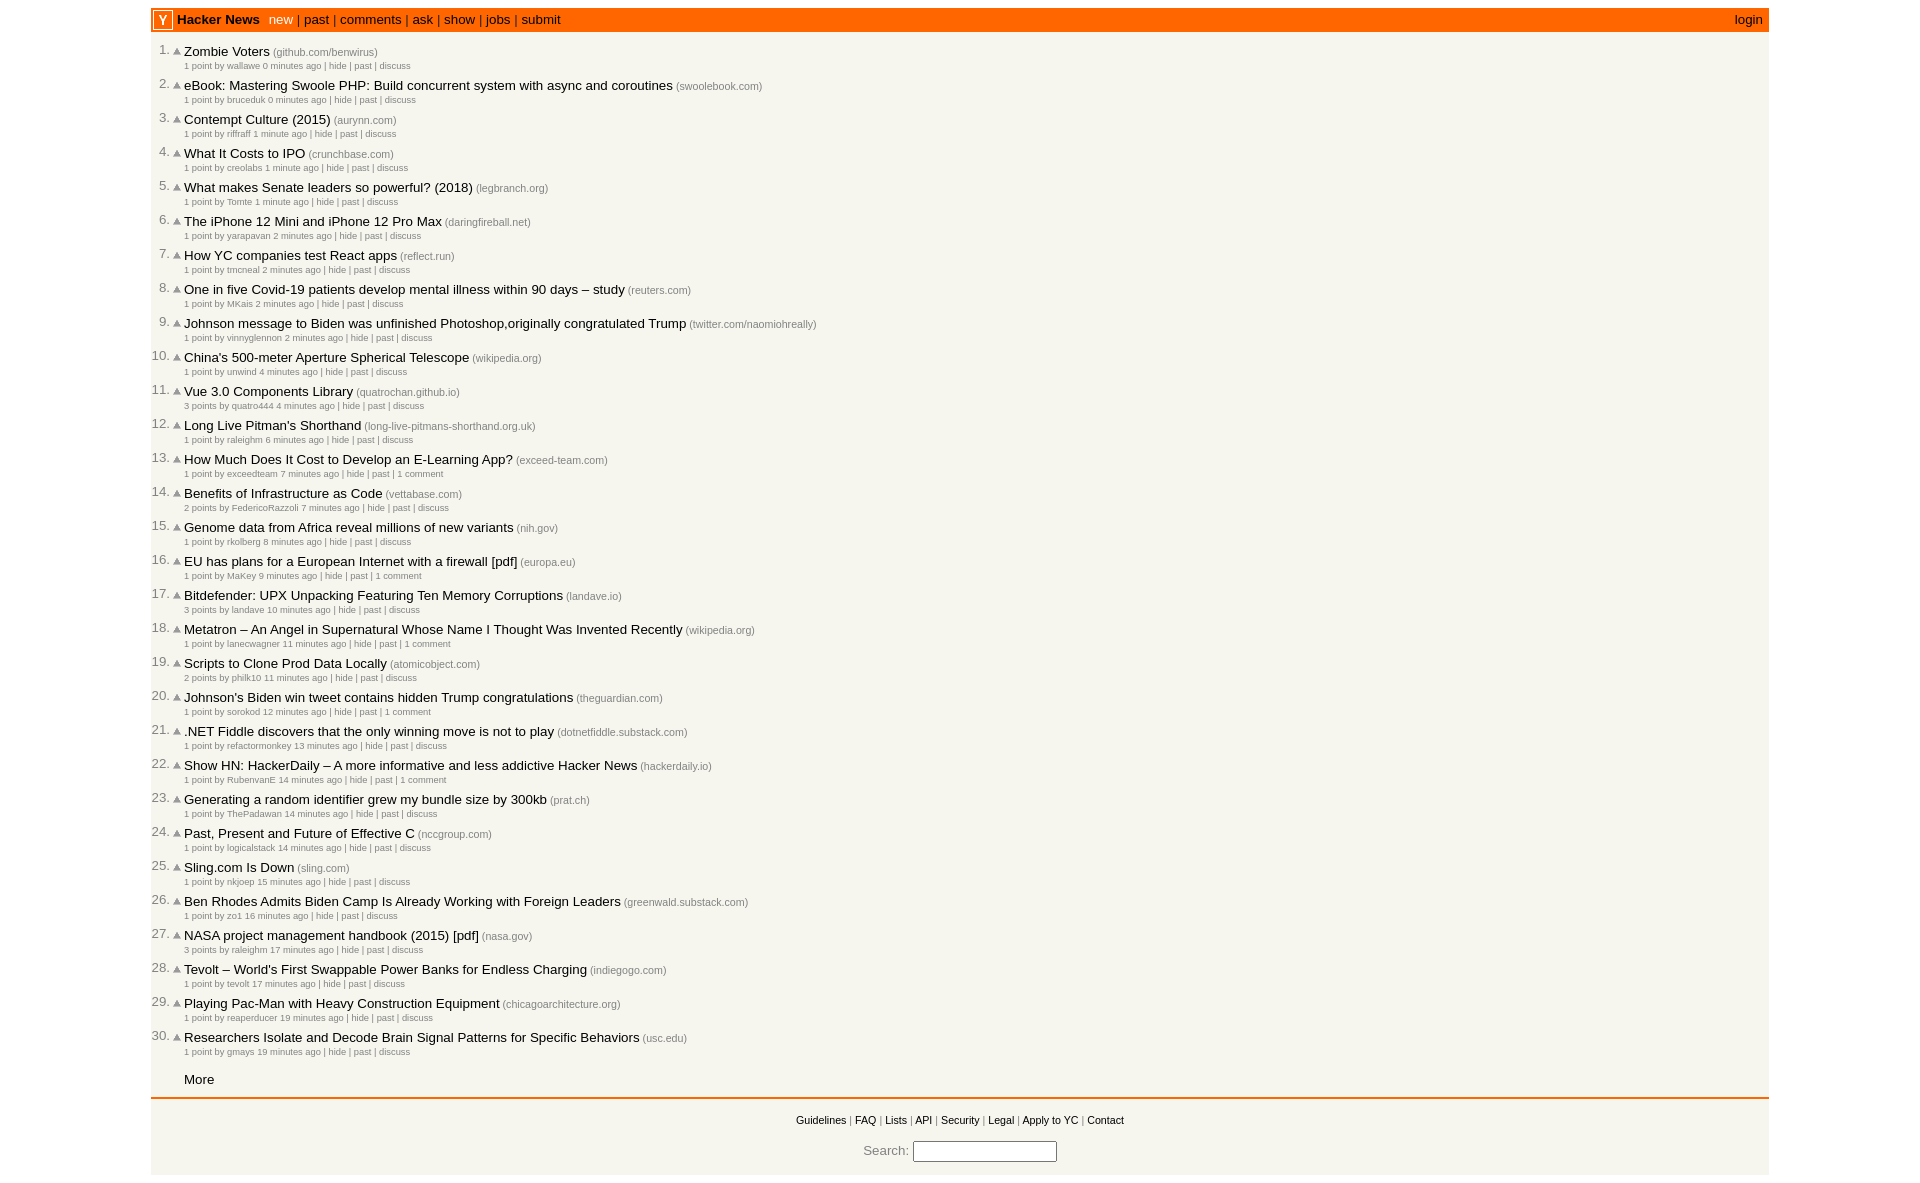 Y Hacker News new | past | comments | ask | show | jobs | submit login
1. Zombie Voters (github.com/benwirus)
1 point by wallawe 0 minutes ago | hide | past | discuss
2. eBook: Mastering Swoole PHP: Build concurrent system with async and coroutines (swoolebook.com)
1 point by bruceduk 0 minutes ago | hide | past | discuss
3. Contempt Culture (2015) (aurynn.com)
1 point by riffraff 1 minute ago | hide | past | discuss
4. What It Costs to IPO (crunchbase.com)
1 point by creolabs 1 minute ago | hide | past | discuss
5. What makes Senate leaders so powerful? (2018) (legbranch.org)
1 point by Tomte 1 minute ago | hide | past | discuss
6. The iPhone 12 Mini and iPhone 12 Pro Max (daringfireball.net)
1 point by yarapavan 2 minutes ago | hide | past | discuss
7. How YC companies test React apps (reflect.run)
1 point by tmcneal 2 minutes ago | hide | past | discuss
8. One in five Covid-19 patients develop mental illness within 90 days – study (reuters.com)
1 point by MKais 2 minutes ago | hide | past | discuss
9. Johnson message to Biden was unfinished Photoshop,originally congratulated Trump (twitter.com/naomiohreally)
1 point by vinnyglennon 2 minutes ago | hide | past | discuss
10. China's 500-meter Aperture Spherical Telescope (wikipedia.org)
1 point by unwind 4 minutes ago | hide | past | discuss
11. Vue 3.0 Components Library (quatrochan.github.io)
3 points by quatro444 4 minutes ago | hide | past | discuss
12. Long Live Pitman's Shorthand (long-live-pitmans-shorthand.org.uk)
1 point by raleighm 6 minutes ago | hide | past | discuss
13. How Much Does It Cost to Develop an E-Learning App? (exceed-team.com)
1 point by exceedteam 7 minutes ago | hide | past | 1 comment
14. Benefits of Infrastructure as Code (vettabase.com)
2 points by FedericoRazzoli 7 minutes ago | hide | past | discuss
15. Genome data from Africa reveal millions of new variants (nih.gov)
1 point by rkolberg 8 minutes ago | hide | past | discuss
16. EU has plans for a European Internet with a firewall [pdf] (europa.eu)
1 point by MaKey 9 minutes ago | hide | past | 1 comment
17. Bitdefender: UPX Unpacking Featuring Ten Memory Corruptions (landave.io)
3 points by landave 10 minutes ago | hide | past | discuss
18. Metatron – An Angel in Supernatural Whose Name I Thought Was Invented Recently (wikipedia.org)
1 point by lanecwagner 11 minutes ago | hide | past | 1 comment
19. Scripts to Clone Prod Data Locally (atomicobject.com)
2 points by philk10 11 minutes ago | hide | past | discuss
20. Johnson's Biden win tweet contains hidden Trump congratulations (theguardian.com)
1 point by sorokod 12 minutes ago | hide | past | 1 comment
21. .NET Fiddle discovers that the only winning move is not to play (dotnetfiddle.substack.com)
1 point by refactormonkey 13 minutes ago | hide | past | discuss
22. Show HN: HackerDaily – A more informative and less addictive Hacker News (hackerdaily.io)
1 point by RubenvanE 14 minutes ago | hide | past | 1 comment
23. Generating a random identifier grew my bundle size by 300kb (prat.ch)
1 point by ThePadawan 14 minutes ago | hide | past | discuss
24. Past, Present and Future of Effective C (nccgroup.com)
1 point by logicalstack 14 minutes ago | hide | past | discuss
25. Sling.com Is Down (sling.com)
1 point by nkjoep 15 minutes ago | hide | past | discuss
26. Ben Rhodes Admits Biden Camp Is Already Working with Foreign Leaders (greenwald.substack.com)
1 point by zo1 16 minutes ago | hide | past | discuss
27. NASA project management handbook (2015) [pdf] (nasa.gov)
3 points by raleighm 17 minutes ago | hide | past | discuss
28. Tevolt – World's First Swappable Power Banks for Endless Charging (indiegogo.com)
1 point by tevolt 17 minutes ago | hide | past | discuss
29. Playing Pac-Man with Heavy Construction Equipment (chicagoarchitecture.org)
1 point by reaperducer 19 minutes ago | hide | past | discuss
30. Researchers Isolate and Decode Brain Signal Patterns for Specific Behaviors (usc.edu)
1 point by gmays 19 minutes ago | hide | past | discuss
More
Guidelines | FAQ | Lists | API | Security | Legal | Apply to YC | Contact
Search: